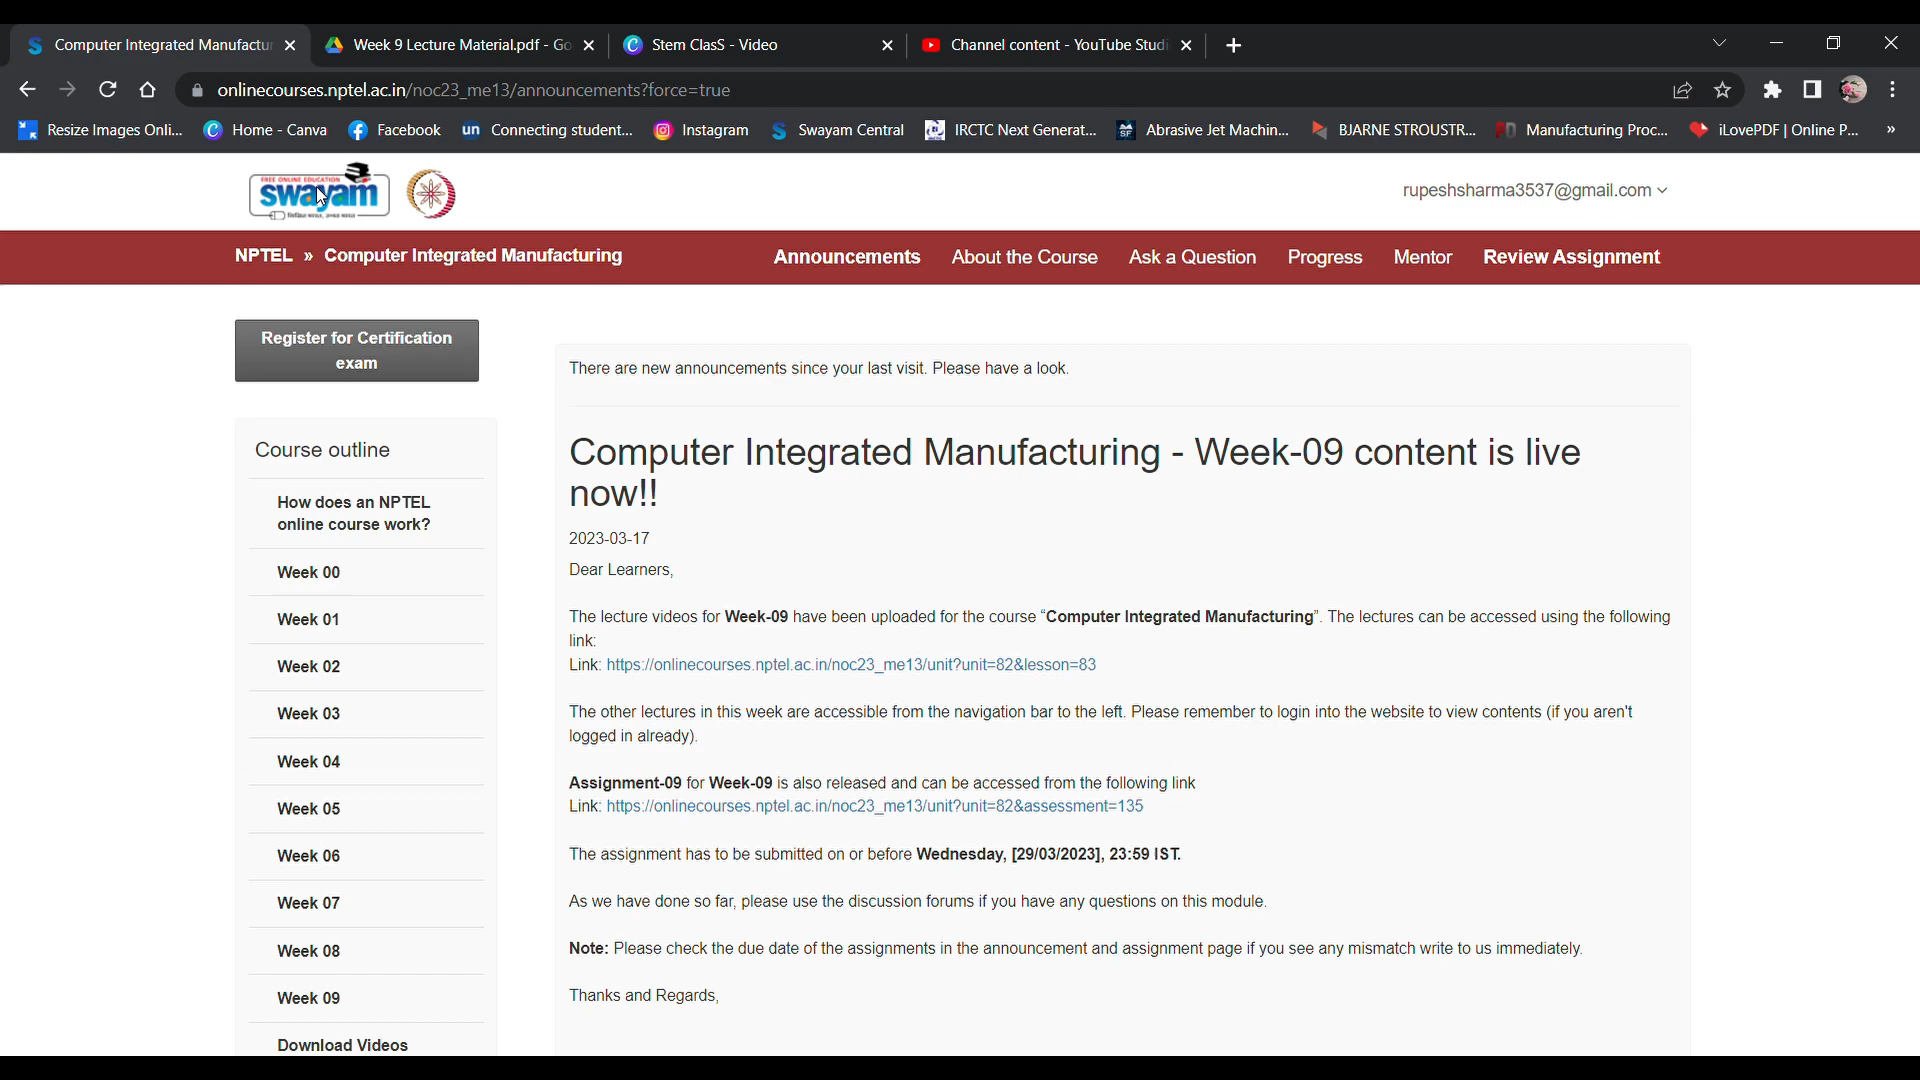 Computer Integrated Manufactur
Week 9 Lecture Material.pdf - Go
Stem ClasS - Video
Channel content - YouTube Studi
onlinecourses.nptel.ac.in/noc23_me13/announcements?force=true
Resize Images Onli...
Home - Canva
Facebook
un Connecting student...
Instagram
Swayam Central
IRCTC Next Generat...
SF Abrasive Jet Machin...
BJARNE STROUSTR...
Manufacturing Proc...
iLovePDF | Online P...
»
FREE ONLINE EDUCATION
swayam
rupeshsharma3537@gmail.com
NPTEL » Computer Integrated Manufacturing
Announcements
About the Course
Ask a Question
Progress
Mentor
Review Assignment
Register for Certification
exam
There are new announcements since your last visit. Please have a look.
Course outline
How does an NPTEL
online course work?
Week 00
Week 01
Week 02
Week 03
Week 04
Week 05
Week 06
Week 07
Week 08
Week 09
Download Videos
Computer Integrated Manufacturing - Week-09 content is live
now!!
2023-03-17
Dear Learners,
The lecture videos for Week-09 have been uploaded for the course “Computer Integrated Manufacturing”. The lectures can be accessed using the following
link:
Link: https://onlinecourses.nptel.ac.in/noc23_me13/unit?unit=82&lesson=83
The other lectures in this week are accessible from the navigation bar to the left. Please remember to login into the website to view contents (if you aren't
logged in already).
Assignment-09 for Week-09 is also released and can be accessed from the following link
Link: https://onlinecourses.nptel.ac.in/noc23_me13/unit?unit=82&assessment=135
The assignment has to be submitted on or before Wednesday, [29/03/2023], 23:59 IST.
As we have done so far, please use the discussion forums if you have any questions on this module.
Note: Please check the due date of the assignments in the announcement and assignment page if you see any mismatch write to us immediately.
Thanks and Regards,